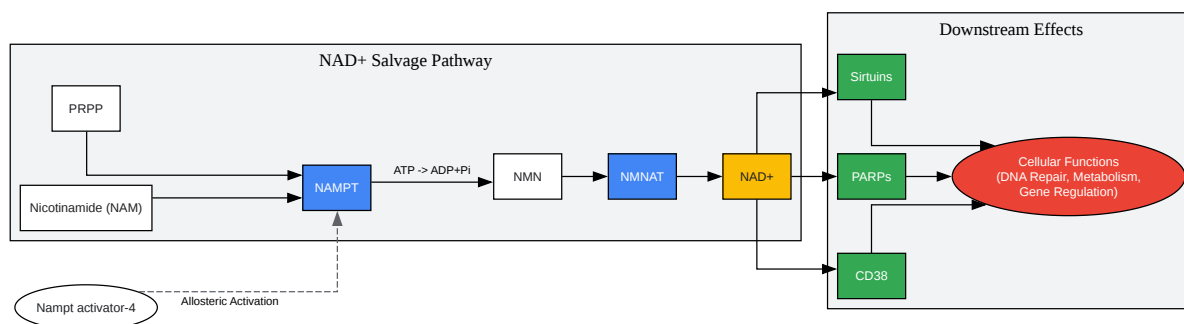 Downstream Effects
NAD+ Salvage Pathway
Sirtuins
PRPP
Cellular Functions
(DNA Repair, Metabolism,
Gene Regulation)
ATP -> ADP+Pi
NAMPT
NMN
NMNAT
NAD+
PARPs
Nicotinamide (NAM)
CD38
Allosteric Activation
Nampt activator-4